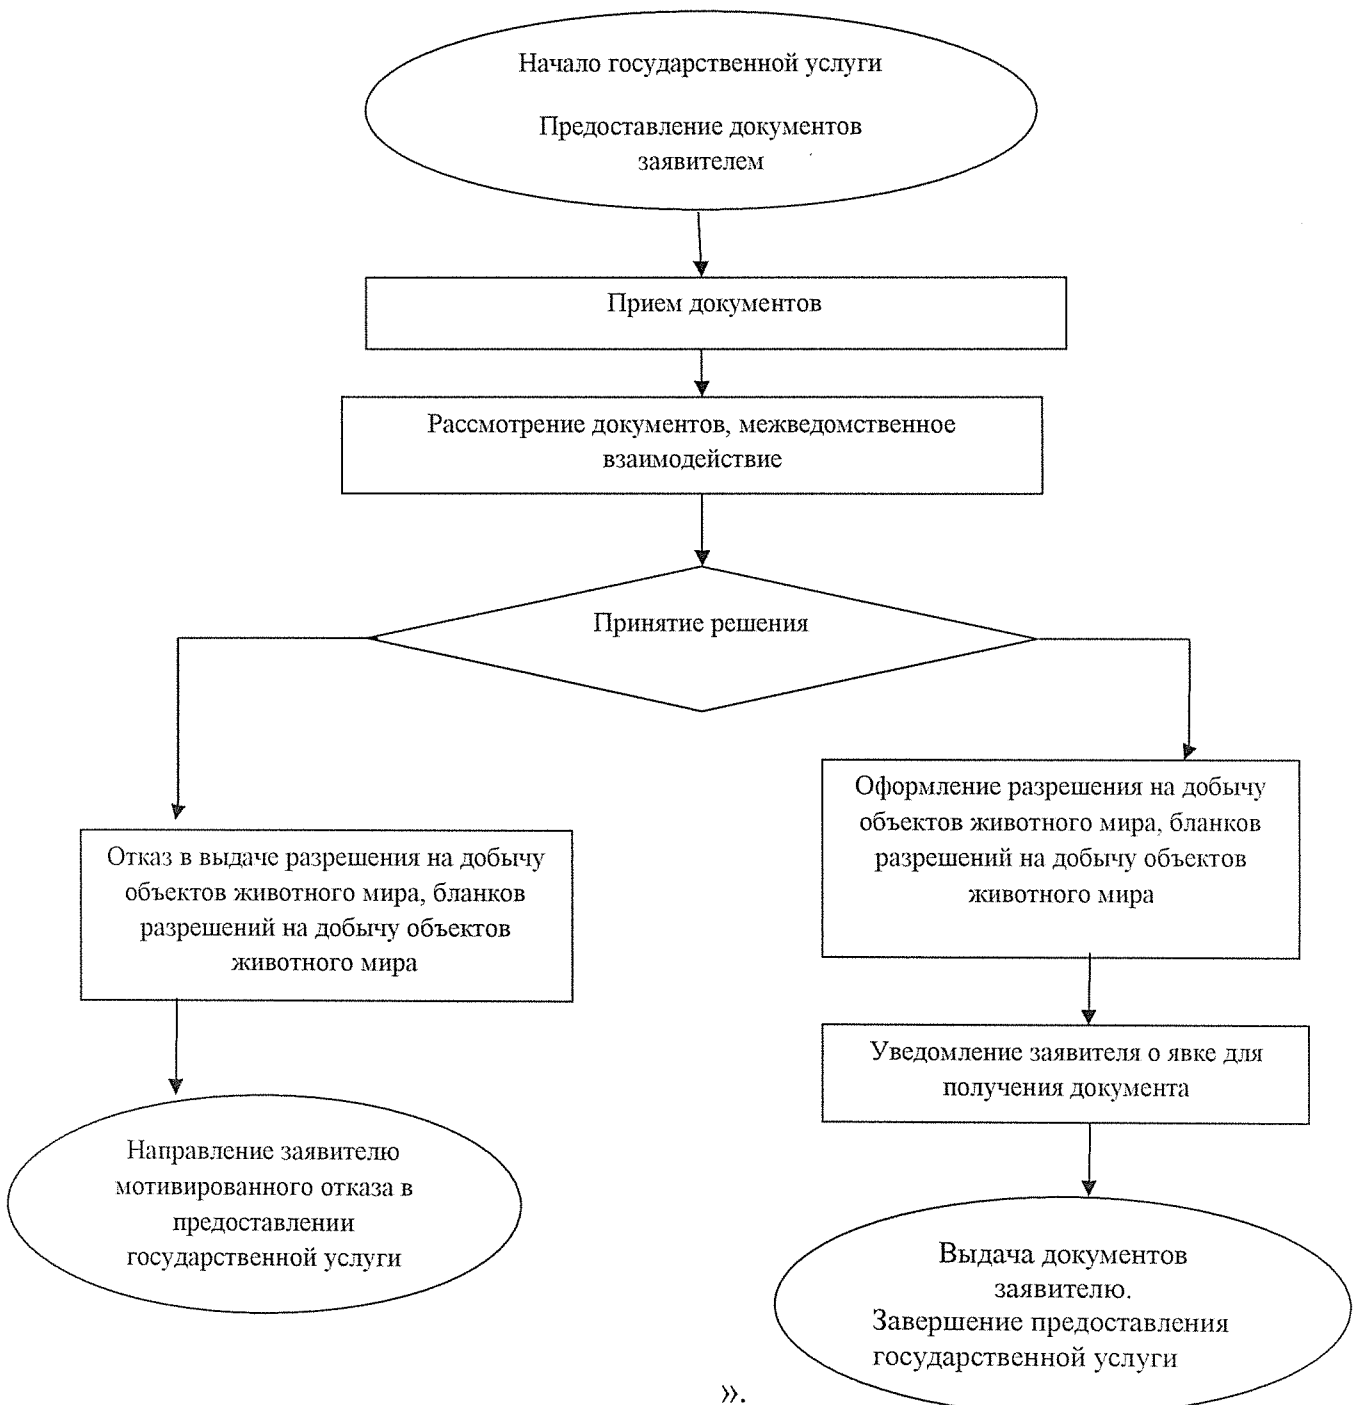 Начало государственной услуги
Предоставление документов
заявителем
Прием документов
Рассмотрение документов, межведомственное
взаимодействие
Принятие решения
Отказ в выдаче разрешения на добычу
объектов животного мира, бланков
разрешений на добычу объектов
животного мира
Направление заявителю
мотивированного отказа в
предоставлении
государственной услуги
Оформление разрешения на добычу
объектов животного мира, бланков
разрешений на добычу объектов
животного мира
Уведомление заявителя о явке для
получения документа
Выдача документов
заявителю.
Завершение предоставления
государственной услуги
».